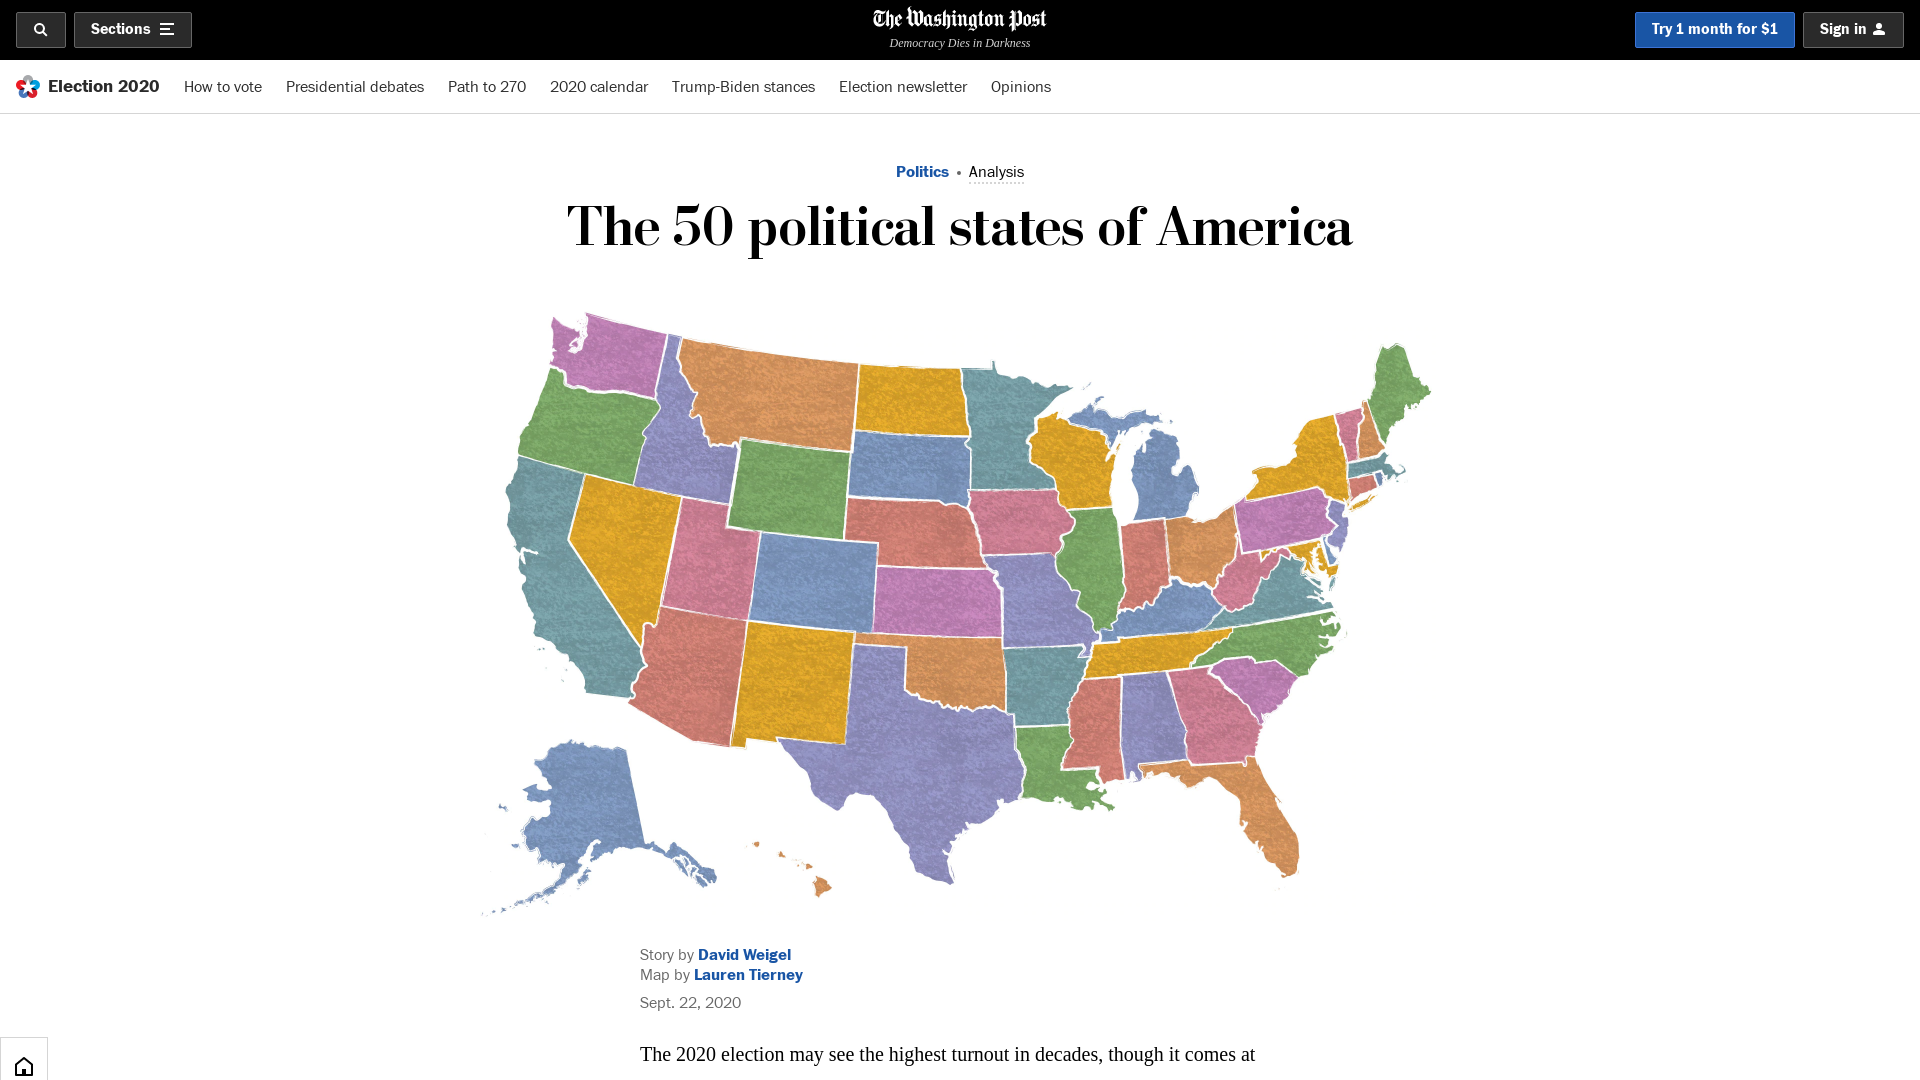 Sections
The Washington Post
Democracy Dies in Darkness
Try 1 month for $1
Sign in
Election 2020
How to vote
Presidential debates
Path to 270
2020 calendar
Trump-Biden stances
Election newsletter
Opinions
Politics • Analysis
The 50 political states of America
Story by David Weigel
Map by Lauren Tierney
Sept. 22, 2020
The 2020 election may see the highest turnout in decades, though it comes at